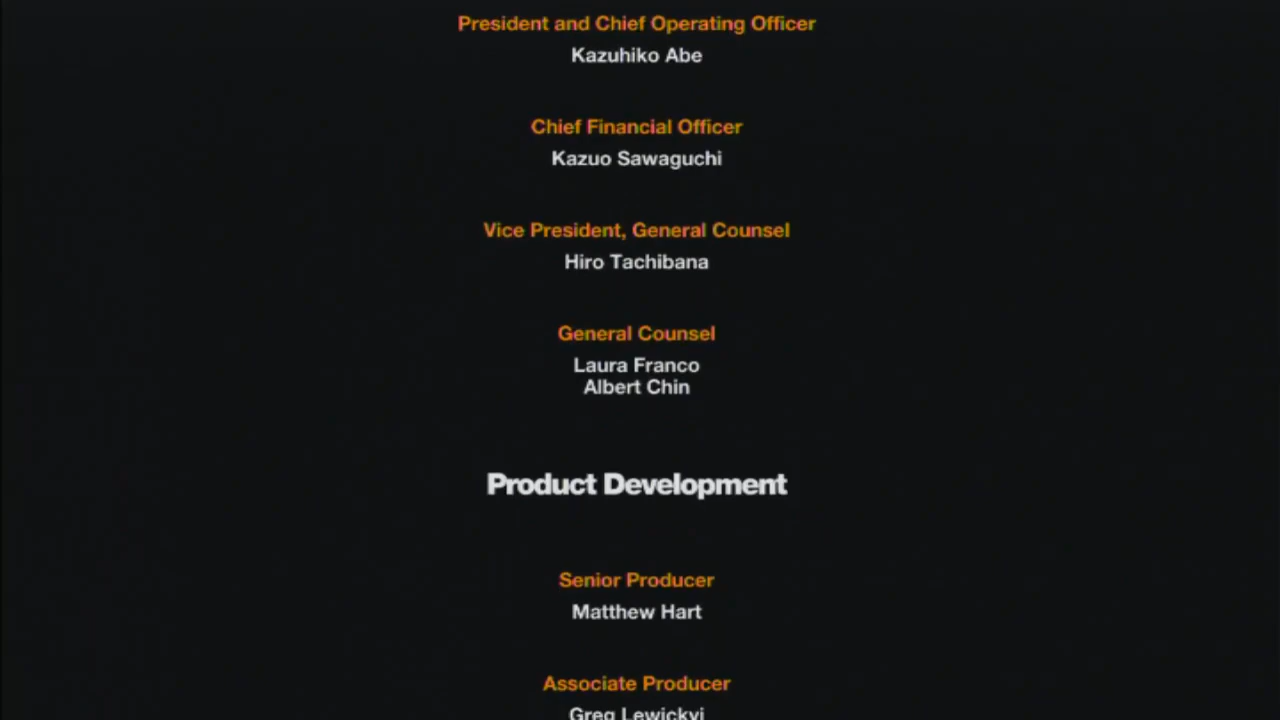 President and Chief Operating Officer
Kazuhiko Abe
Chief Financial Officer
Kazuo Sawaguchi
Vice President, General Counsel
Hiro Tachibana
General Counsel
Laura Franco
Albert Chin
Product Development
Senior Producer
Matthew Hart
Associate Producer
Greg Lewickyj